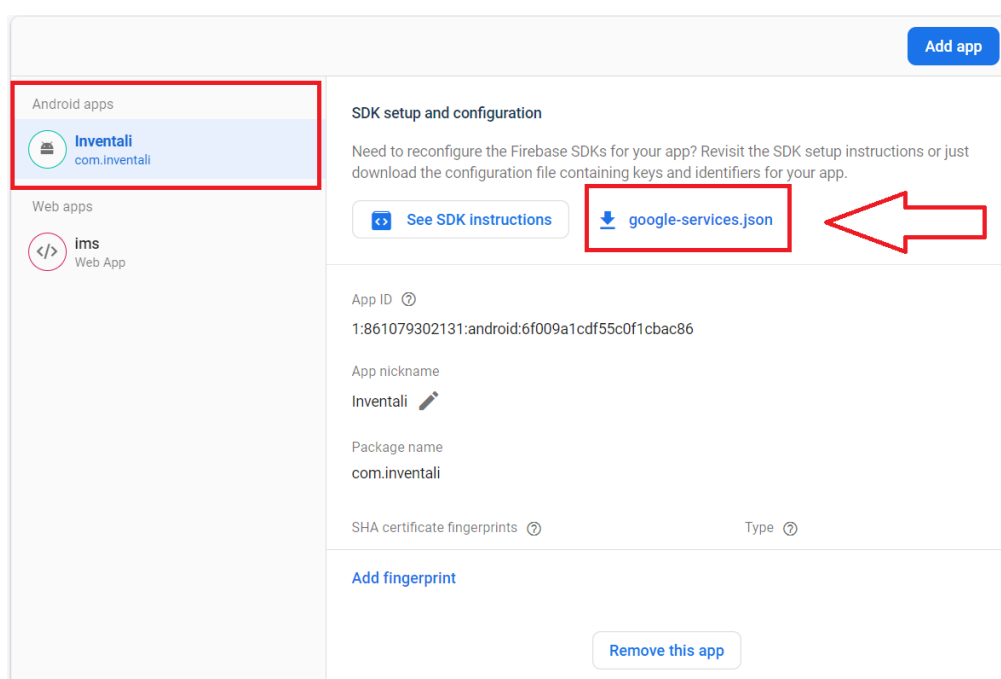 Add app
Android apps
Inventali
com.inventali
Web apps
ims
Web App
SDK setup and configuration
Need to reconfigure the Firebase SDKs for your app? Revisit the SDK setup instructions or just
download the configuration file containing keys and identifiers for your app.
See SDK instructions
google-services.json
App ID
1:861079302131:android:6f009a1cdf55c0f1cbac86
App nickname
Inventali
Package name
com.inventali
SHA certificate fingerprints
Type
Add fingerprint
Remove this app